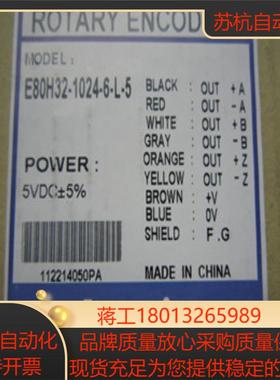 苏杭自动
ROTARY ENCOD
MODEL :
E80H32-1024-6-L-5
POWER :
5VDC±5%
112214050PA
BLACK: OUT +A
RED : OUT -A
WHITE : OUT +B
GRAY : OUT -B
ORANGE : OUT +Z
YELLOW : OUT -Z
BROWN : +V
BLUE : 0V
SHIELD : F.G
MADE IN CHINA
蒋工18013265989
自动化 品牌质量放心采购质量优
开票 现货充足为您提供稳定的